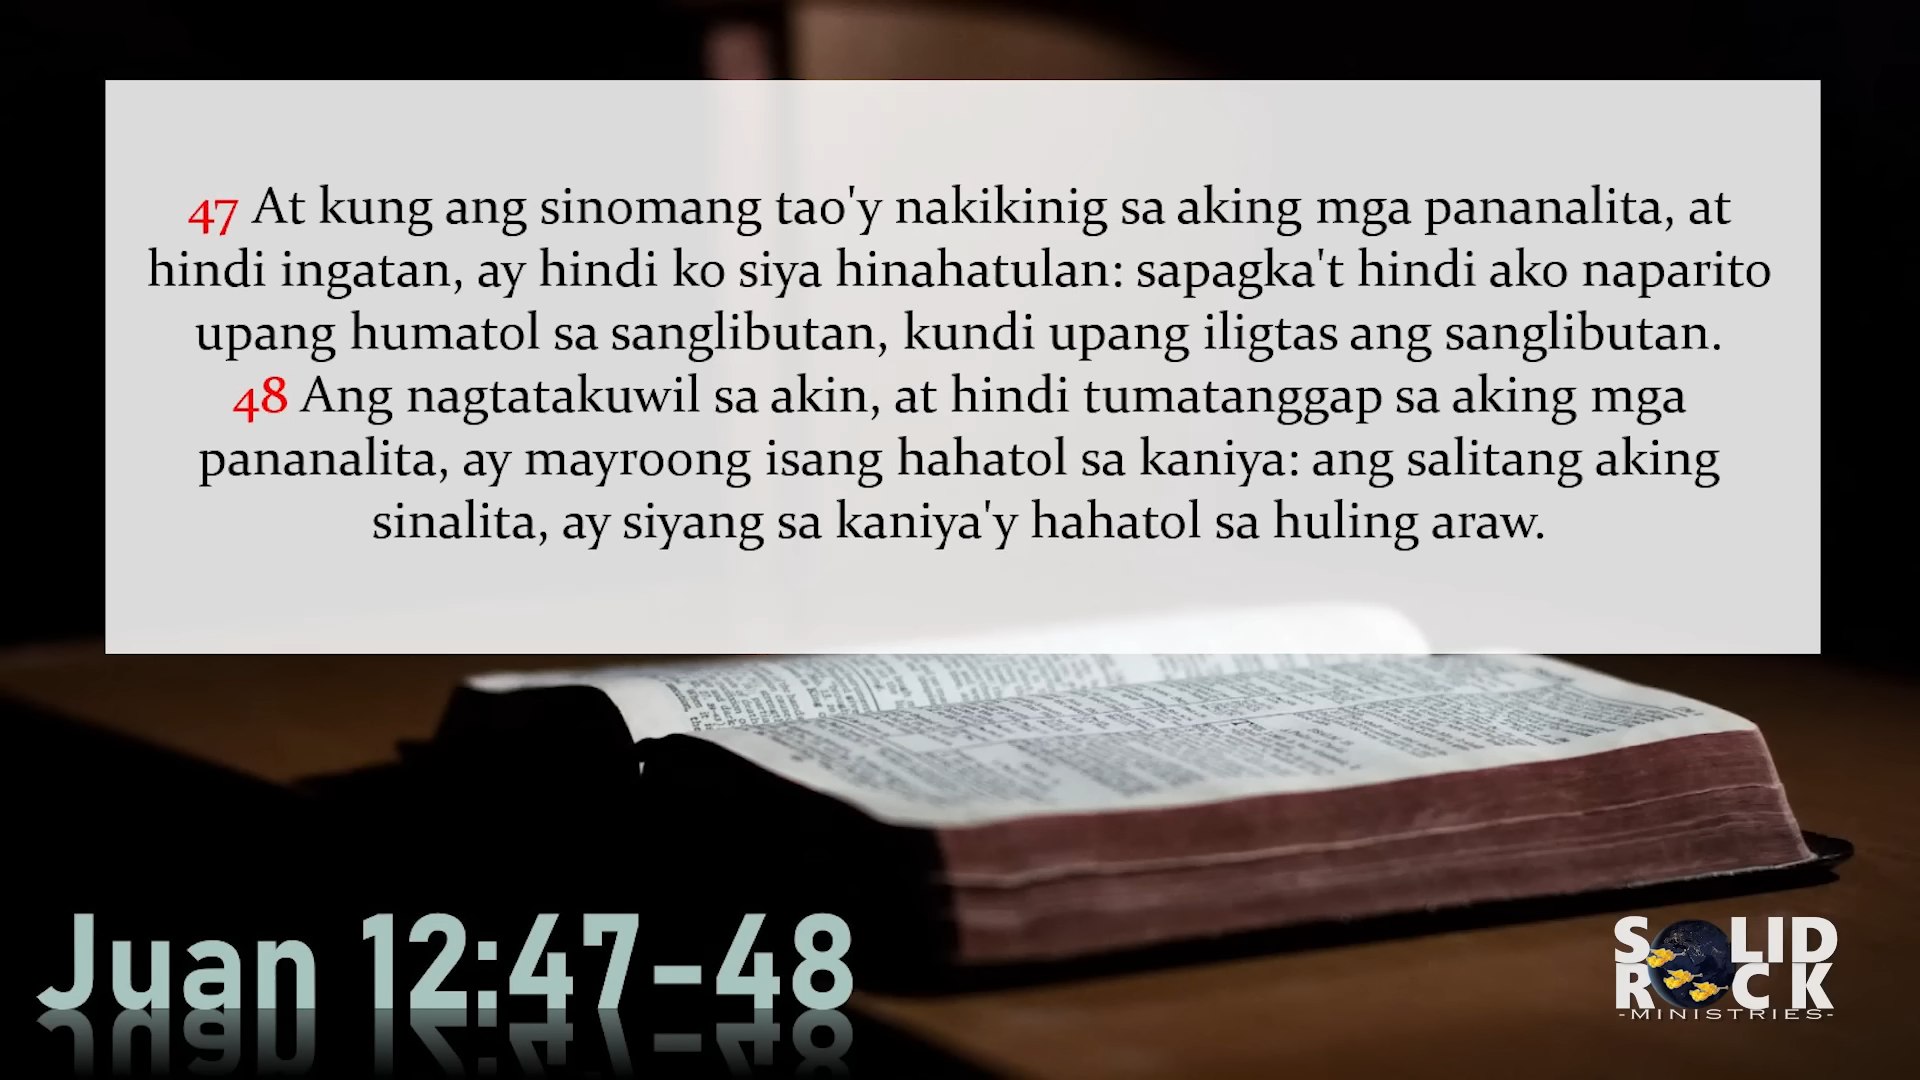 47 At kung ang sinomang tao'y nakikinig sa aking mga pananalita, at
hindi ingatan, ay hindi ko siya hinahatulan: sapagka't hindi ako naparito
upang humatol sa sanglibutan, kundi upang iligtas ang sanglibutan.
48 Ang nagtatakuwil sa akin, at hindi tumatanggap sa aking mga
pananalita, ay mayroong isang hahatol sa kaniya: ang salitang aking
sinalita, ay siyang sa kaniya'y hahatol sa huling araw.
Juan 12:47-48
SOLID
ROCK
-MINISTRIES-